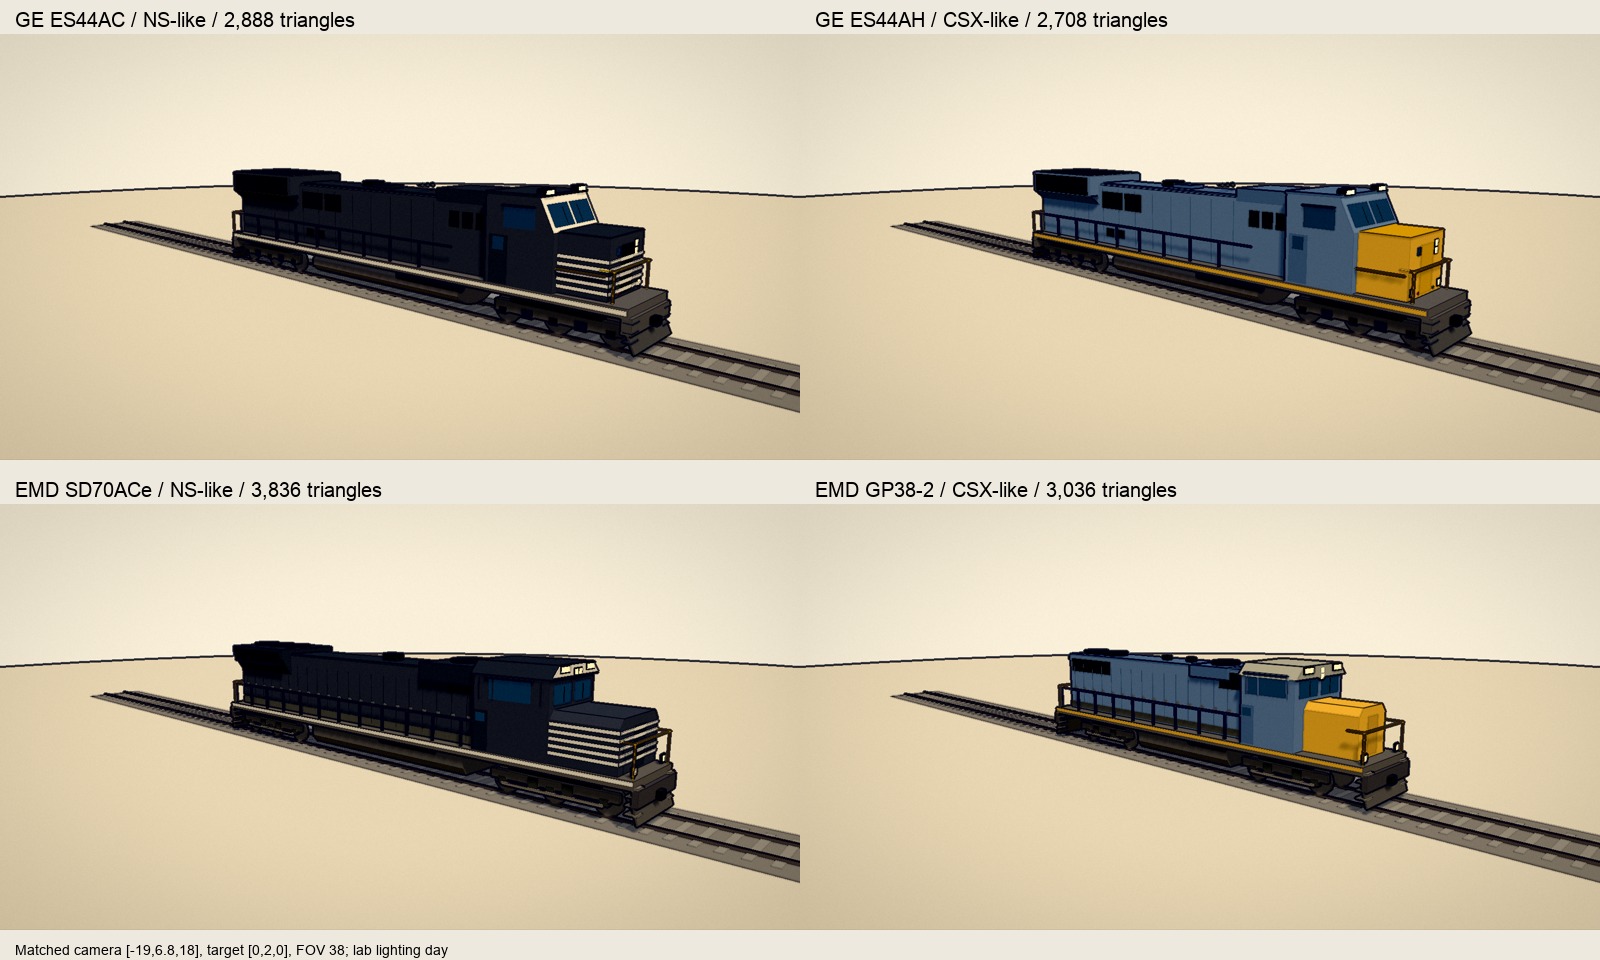 GE ES44AC / NS-like / 2,888 triangles
GE ES44AH / CSX-like / 2,708 triangles
EMD SD70ACe / NS-like / 3,836 triangles
EMD GP38-2 / CSX-like / 3,036 triangles
Matched camera [-19,6.8,18], target [0,2,0], FOV 38; lab lighting day